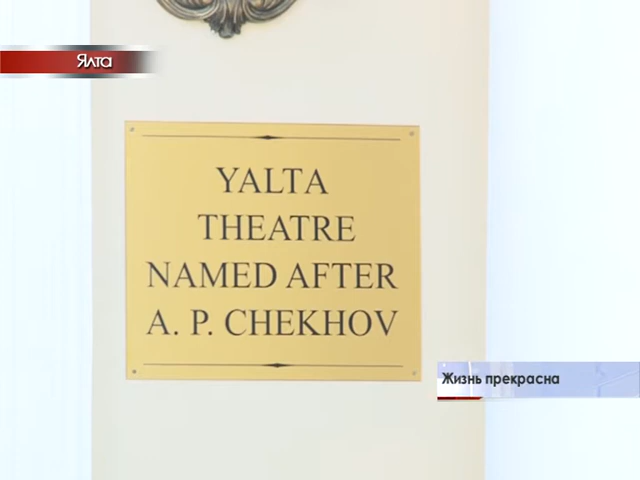 Ялта
YALTA
THEATRE
NAMED AFTER
A. P. CHEKHOV
Жизнь прекрасна